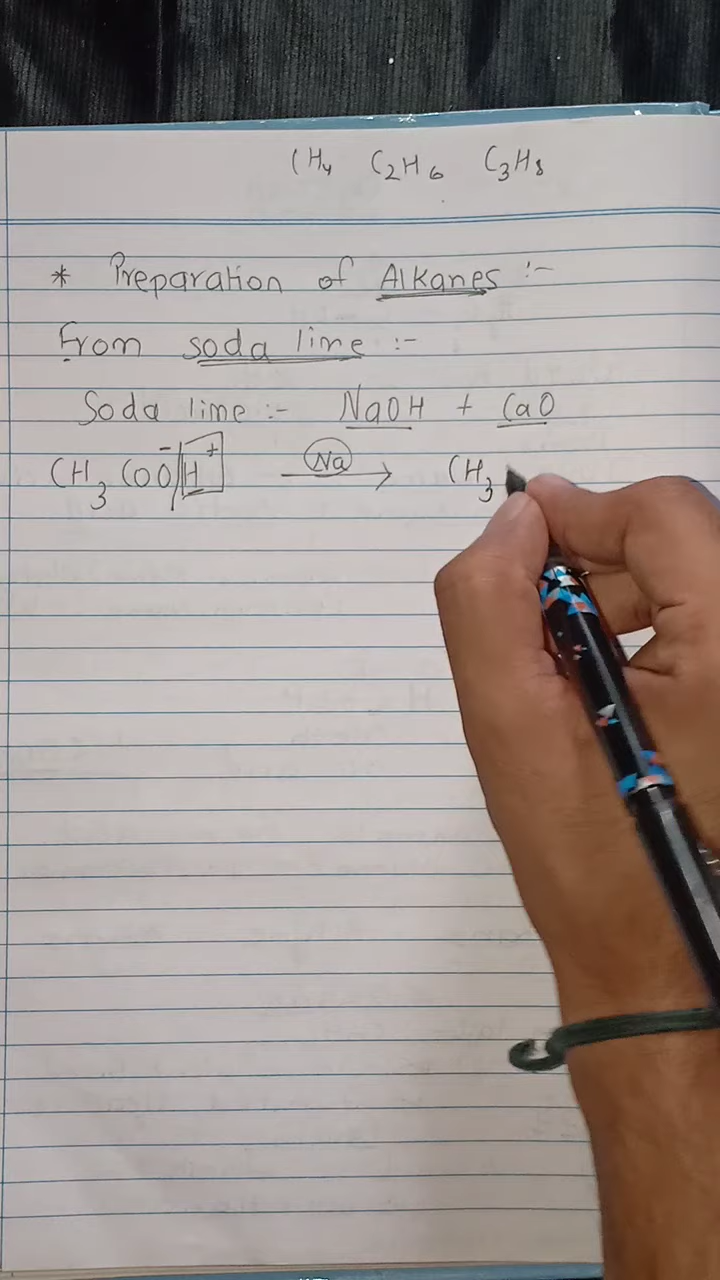 CH₄ C₂H₆ C₃H₈
* Preparation of Alkanes :-
From soda lime :-
Soda lime :- NaOH + CaO
CH₃COO⁻|H⁺ Na → CH₃